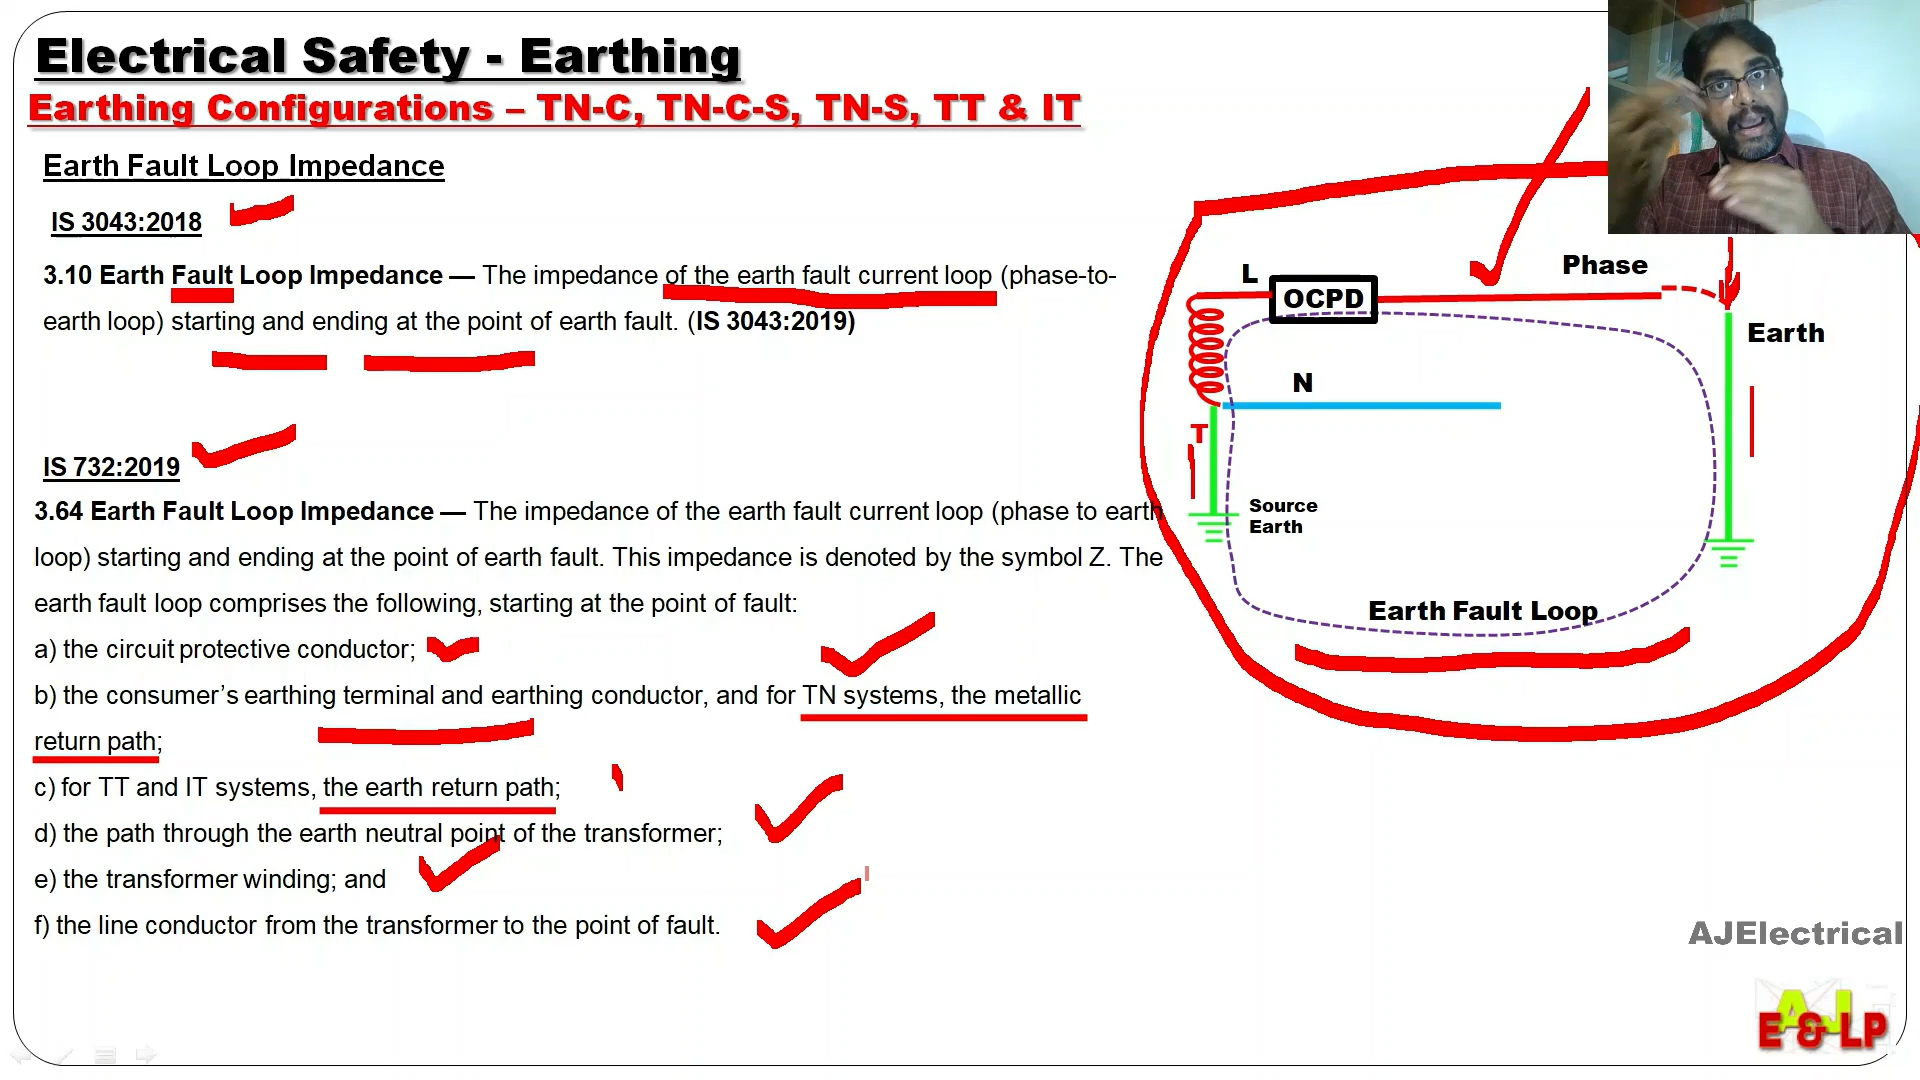 Electrical Safety - Earthing
Earthing Configurations – TN-C, TN-C-S, TN-S, TT & IT
Earth Fault Loop Impedance
IS 3043:2018
3.10 Earth Fault Loop Impedance — The impedance of the earth fault current loop (phase-to-
earth loop) starting and ending at the point of earth fault. (IS 3043:2019)
IS 732:2019
3.64 Earth Fault Loop Impedance — The impedance of the earth fault current loop (phase to earth
loop) starting and ending at the point of earth fault. This impedance is denoted by the symbol Z. The
earth fault loop comprises the following, starting at the point of fault:
a) the circuit protective conductor;
b) the consumer’s earthing terminal and earthing conductor, and for TN systems, the metallic
return path;
c) for TT and IT systems, the earth return path;
d) the path through the earth neutral point of the transformer;
e) the transformer winding; and
f) the line conductor from the transformer to the point of fault.
L
OCPD
Phase
Earth
N
T
Source
Earth
Earth Fault Loop
AJElectrical
AJ
E & LP